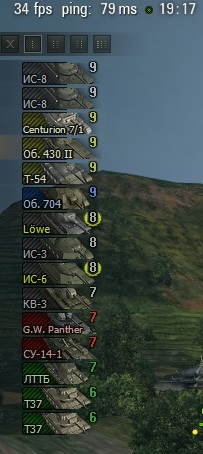 34 fps ping: 79 ms 19:17
X
ИС-8 9
ИС-8 9
Centurion 7/1 9
Об. 430 II 9
Т-54 9
Об. 704 9
Löwe 8
ИС-3 8
ИС-6 8
КВ-3 7
G.W. Panther 7
СУ-14-1 7
ЛТТБ 7
T37 6
T37 6